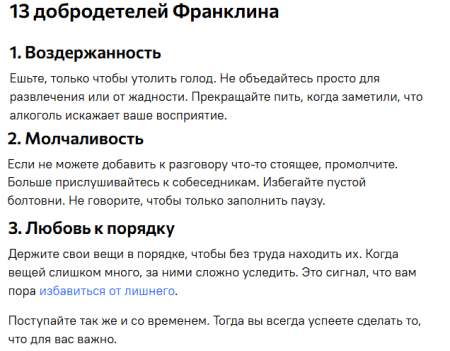 13 добродетелей Франклина
1. Воздержанность
Ешьте, только чтобы утолить голод. Не объедайтесь просто для
развлечения или от жадности. Прекращайте пить, когда заметили, что
алкоголь искажает ваше восприятие.
2. Молчаливость
Если не можете добавить к разговору что-то стоящее, промолчите.
Больше прислушивайтесь к собеседникам. Избегайте пустой
болтовни. Не говорите, чтобы только заполнить паузу.
3. Любовь к порядку
Держите свои вещи в порядке, чтобы без труда находить их. Когда
вещей слишком много, за ними сложно уследить. Это сигнал, что вам
пора избавиться от лишнего.
Поступайте так же и со временем. Тогда вы всегда успеете сделать то,
что для вас важно.